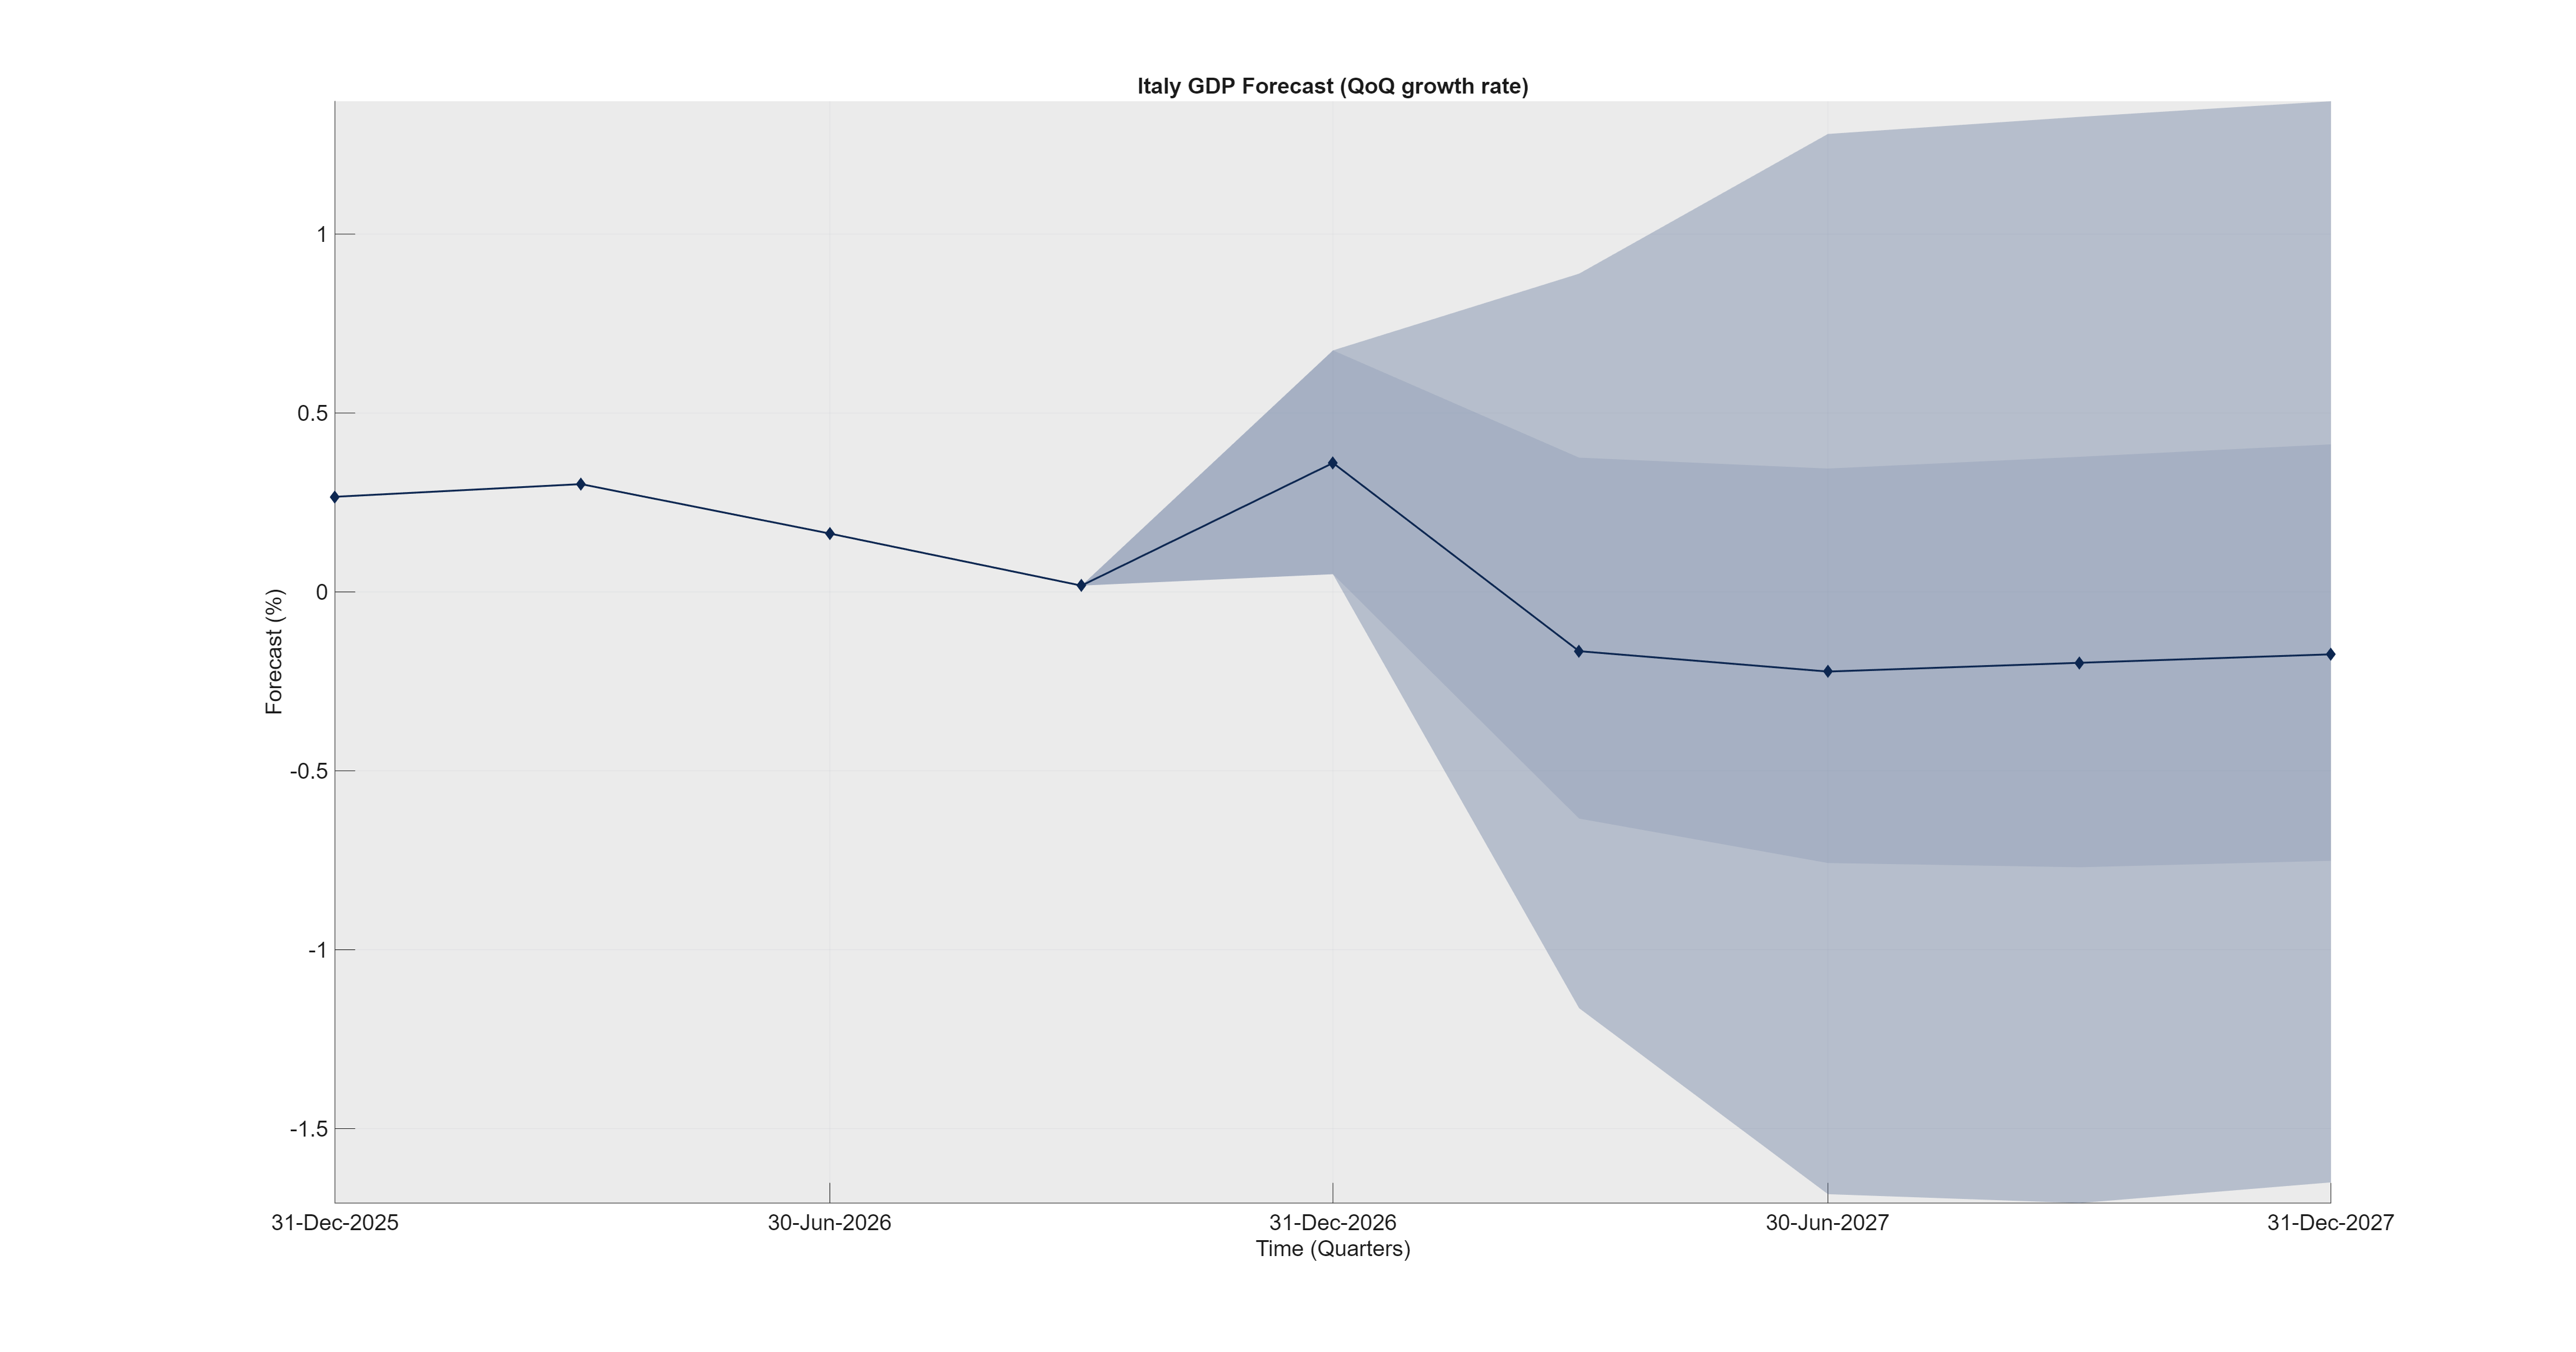 Italy GDP Forecast (QoQ growth rate)
1
0.5
0
-0.5
-1
-1.5
Forecast (%)
31-Dec-2025 30-Jun-2026 31-Dec-2026 30-Jun-2027 31-Dec-2027
Time (Quarters)